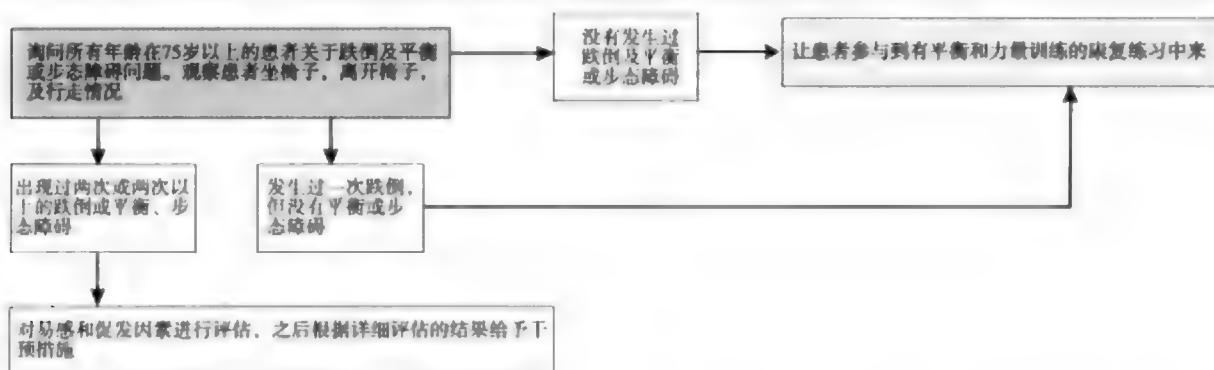 询问所有年龄在75岁以上的患者关于跌倒及平衡
或步态障碍问题。观察患者坐椅子，离开椅子，
及行走情况
没有发生过
跌倒及平衡
或步态障碍
让患者参与到有平衡和力量训练的康复练习中来
出现过两次或两次以
上的跌倒或平衡、步
态障碍
发生过一次跌倒，
但没有平衡或步
态障碍
对易感和促发因素进行评估，之后根据详细评估的结果给予干
预措施